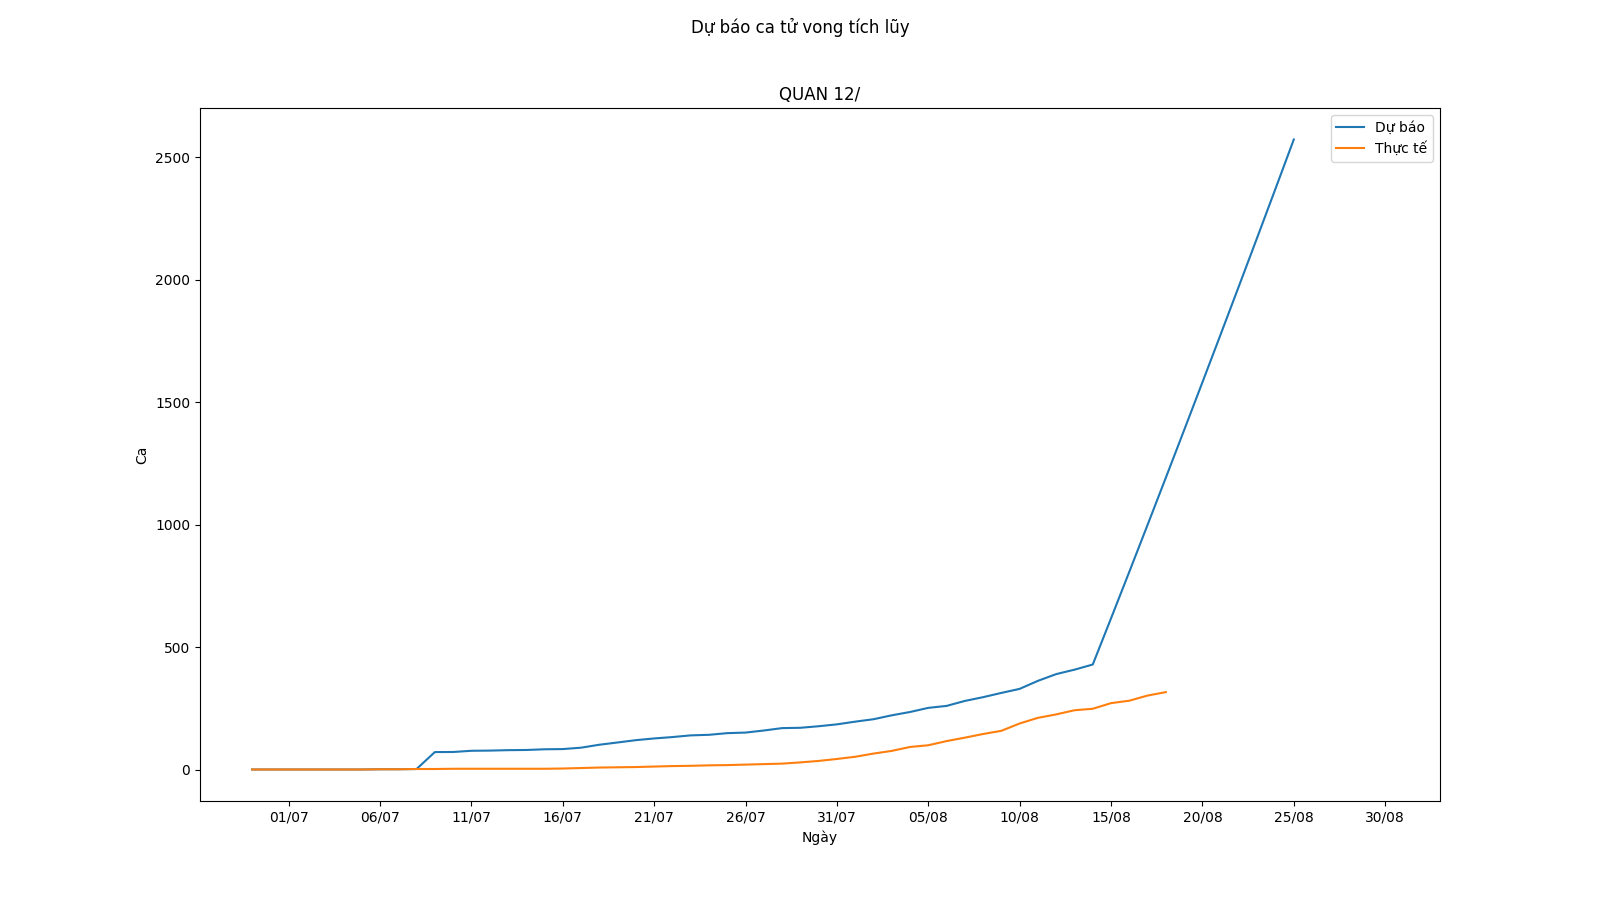 Dự báo ca tử vong tích lũy
QUAN 12/
Dự báo
Thực tế
2500
2000
1500
1000
500
0
Ca
01/07 06/07 11/07 16/07 21/07 26/07 31/07 05/08 10/08 15/08 20/08 25/08 30/08
Ngày